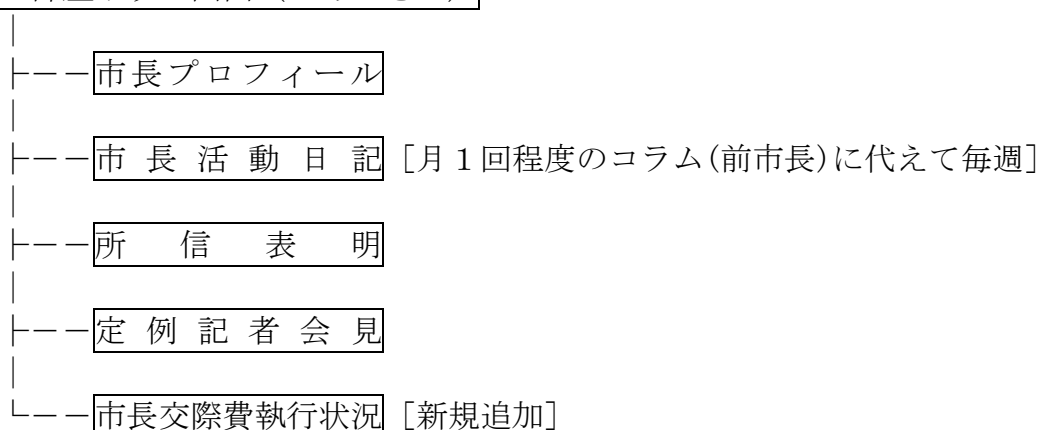 市長プロフィール
市長活動日記 [月１回程度のコラム(前市長)に代えて毎週]
所信表明
定例記者会見
市長交際費執行状況 [新規追加]